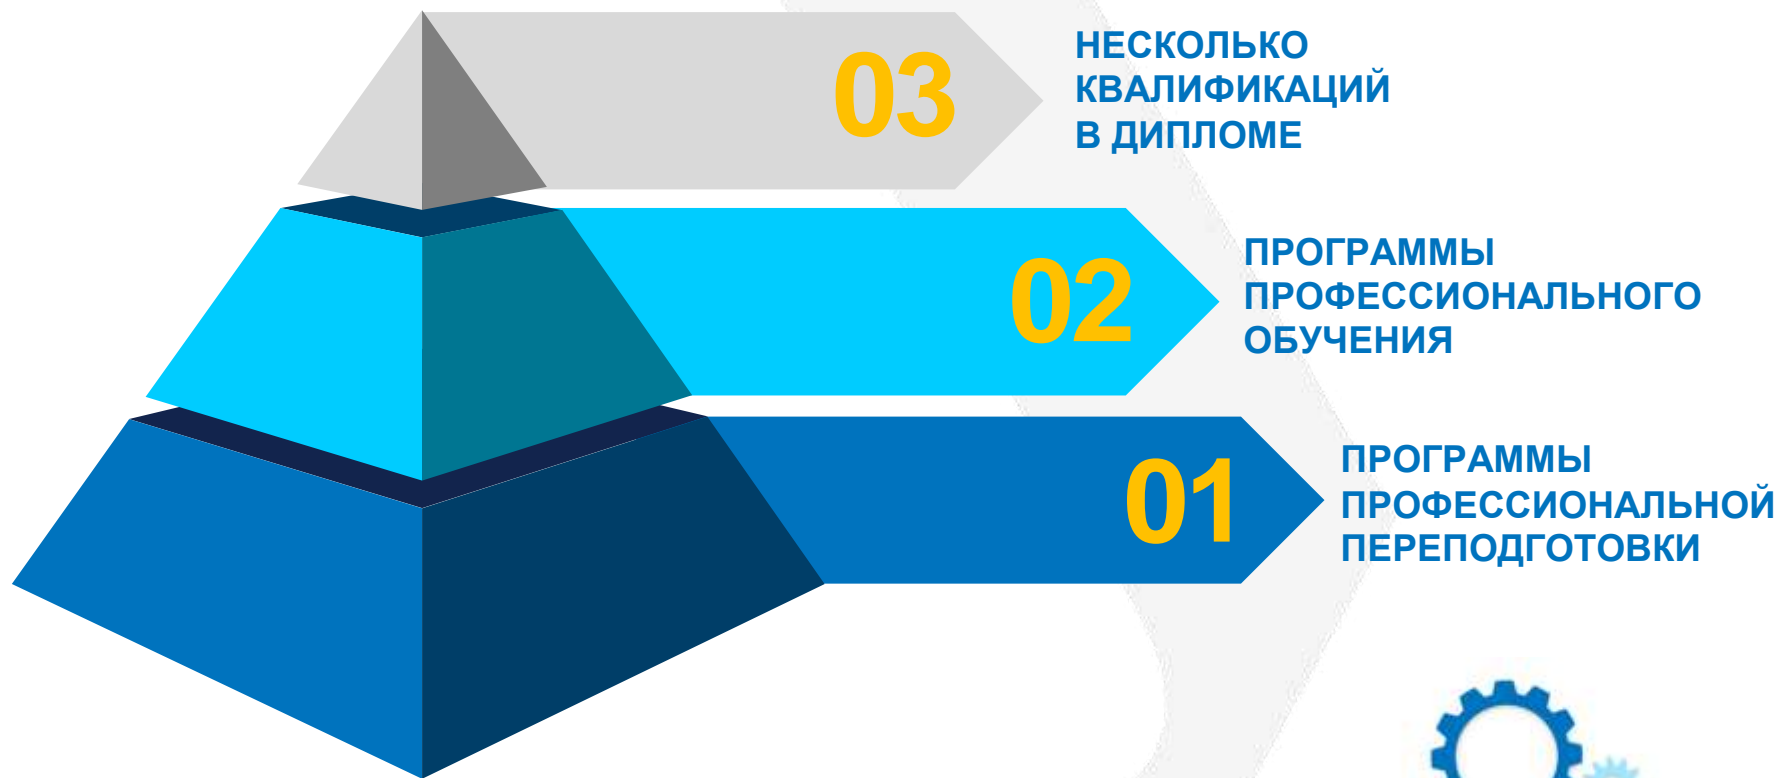 03
НЕСКОЛЬКО
КВАЛИФИКАЦИЙ
В ДИПЛОМЕ
02
ПРОГРАММЫ
ПРОФЕССИОНАЛЬНОГО
ОБУЧЕНИЯ
01
ПРОГРАММЫ
ПРОФЕССИОНАЛЬНОЙ
ПЕРЕПОДГОТОВКИ